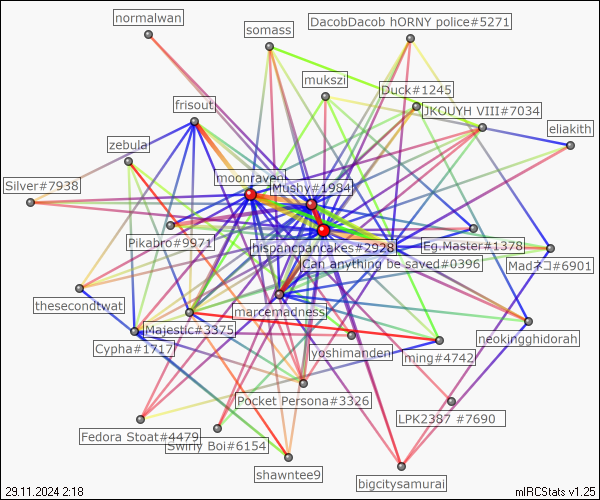 normalwan
somass
DacobDacob hORNY police#5271
mukszi
Duck#1245
frisout
JKOUYH VIII#7034
zebula
eliakith
moonraven
Mushy#1984
Silver#7938
Pikabro#9971
hispancpancakes#2928
Eg.Master#1378
Can anything be saved#0396
Madネコ#6901
thesecondtwat
marcemadness
Majestic#3375
neokingghidorah
Cypha#1717
yoshimanden
ming#4742
Pocket Persona#3326
LPK2387 #7690
Fedora Stoat#4479
Swiny Boi#6154
shawntee9
bigcitysamurai
29.11.2024 2:18
mIRCStats v1.25